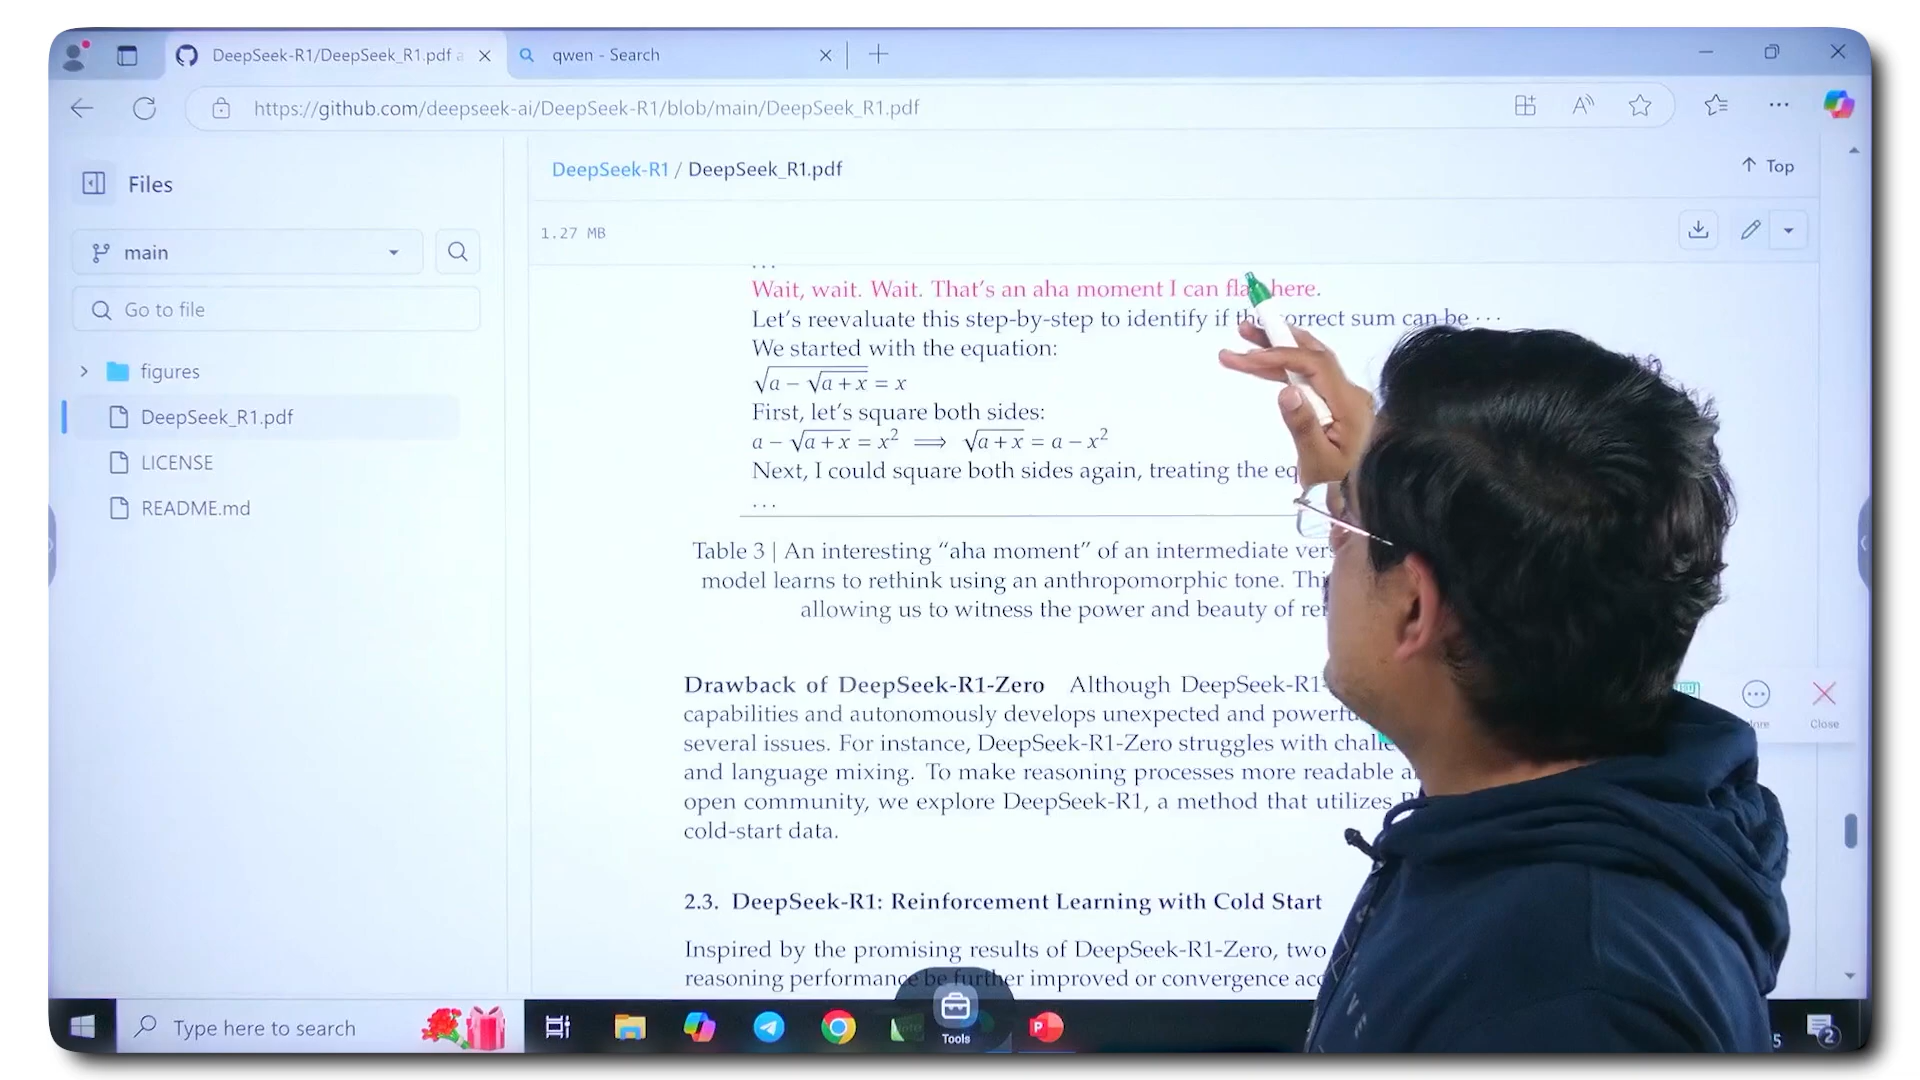 DeepSeek-R1/DeepSeek_R1.pdf a
qwen - Search
https://github.com/deepseek-ai/DeepSeek-R1/blob/main/DeepSeek_R1.pdf
Files
main
Go to file
figures
DeepSeek_R1.pdf
LICENSE
README.md
DeepSeek-R1 / DeepSeek_R1.pdf
Top
1.27 MB
...
Wait, wait. Wait. That's an aha moment I can here.
Let's reevaluate this step-by-step to identify if sum can be ···
We started with the equation:
√(a − √(a + x)) = x
First, let's square both sides:
a − √(a + x) = x² ⟹ √(a + x) = a − x²
Next, I could square both sides again, treating the
...
Table 3 | An interesting “aha moment” of an intermediate
model learns to rethink using an anthropomorphic tone.
allowing us to witness the power and beauty of
Drawback of DeepSeek-R1-Zero Although DeepSeek-R1-
capabilities and autonomously develops unexpected and
several issues. For instance, DeepSeek-R1-Zero struggles with
and language mixing. To make reasoning processes more readable
open community, we explore DeepSeek-R1, a method that utilizes
cold-start data.
2.3. DeepSeek-R1: Reinforcement Learning with Cold Start
Inspired by the promising results of DeepSeek-R1-Zero, two
reasoning performance be further improved or convergence
Close
Type here to search
Tools
P
5
2